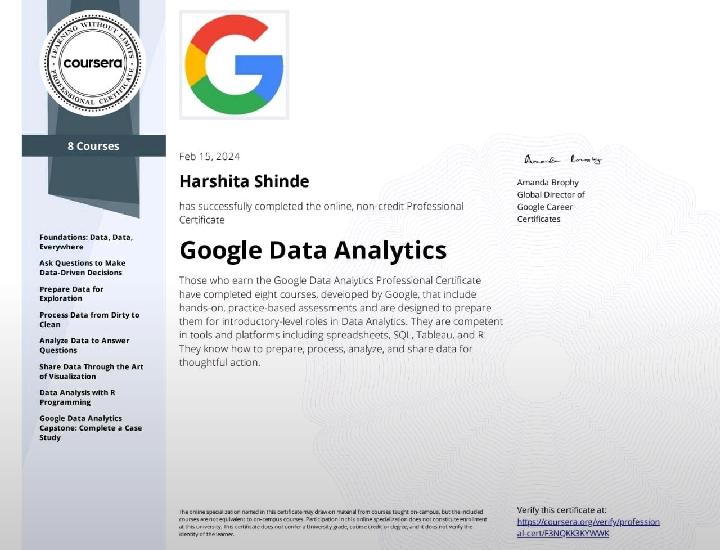 LEARNING WITHOUT LIMITS
coursera
PROFESSIONAL CERTIFICATE
8 Courses
Foundations: Data, Data,
Everywhere
Ask Questions to Make
Data-Driven Decisions
Prepare Data for
Exploration
Process Data from Dirty to
Clean
Analyze Data to Answer
Questions
Share Data Through the Art
of Visualization
Data Analysis with R
Programming
Google Data Analytics
Capstone: Complete a Case
Study
G
Feb 15, 2024
Harshita Shinde
has successfully completed the online, non-credit Professional
Certificate
Google Data Analytics
Those who earn the Google Data Analytics Professional Certificate
have completed eight courses, developed by Google, that include
hands-on, practice-based assessments and are designed to prepare
them for introductory-level roles in Data Analytics. They are competent
in tools and platforms including spreadsheets, SQL, Tableau, and R.
They know how to prepare, process, analyze, and share data for
thoughtful action.
Amanda Brophy
Amanda Brophy
Global Director of
Google Career
Certificates
The online specialization named in this certificate may draw on material from courses taught on-campus, but the included
courses are not equivalent to on-campus courses. Participation in this online specialization does not constitute enrollment
at this university. This certificate does not confer a University grade, course credit or degree, and it does not verify the
identity of the learner.
Verify this certificate at:
https://coursera.org/verify/profession
al-cert/F3NQKK3KYWWK